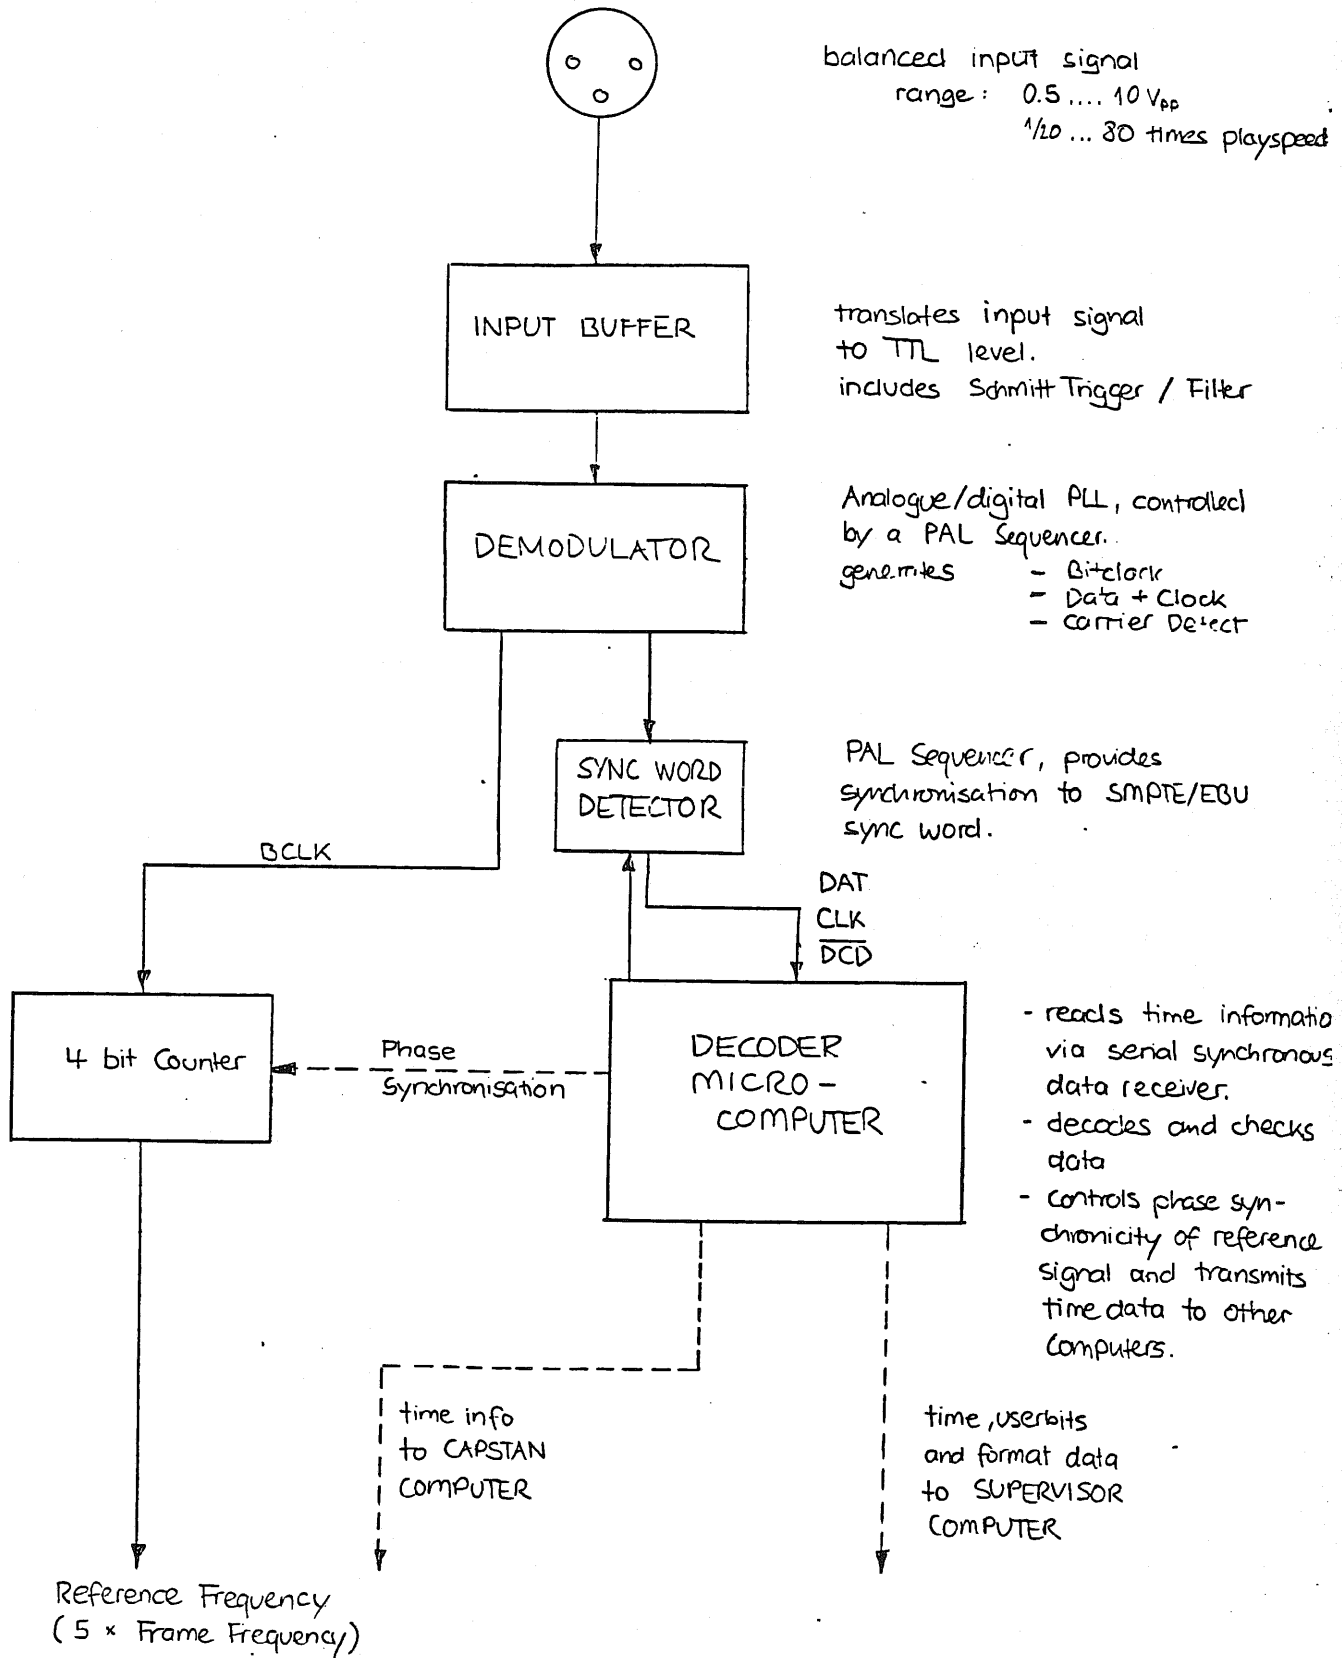 balanced input signal
range: 0.5 .... 10 Vpp
1/20 ... 80 times playspeed
INPUT BUFFER
translates input signal
to TTL level.
includes Schmitt Trigger / Filter
DEMODULATOR
Analogue/digital PLL, controlled
by a PAL Sequencer.
generates - Bitclock
- Data + Clock
- Carrier Detect
SYNC WORD
DETECTOR
PAL Sequencer, provides
synchronisation to SMPTE/EBU
sync word.
BCLK
DAT
CLK
D̅C̅D̅
4 bit Counter
Phase
Synchronisation
DECODER
MICRO-
COMPUTER
- reads time informatio
via serial synchronous
data receiver.
- decodes and checks
data
- controls phase syn-
chronicity of reference
signal and transmits
time data to other
computers.
time info
to CAPSTAN
COMPUTER
time, userbits
and format data
to SUPERVISOR
COMPUTER
Reference Frequency
(5 × Frame Frequency)